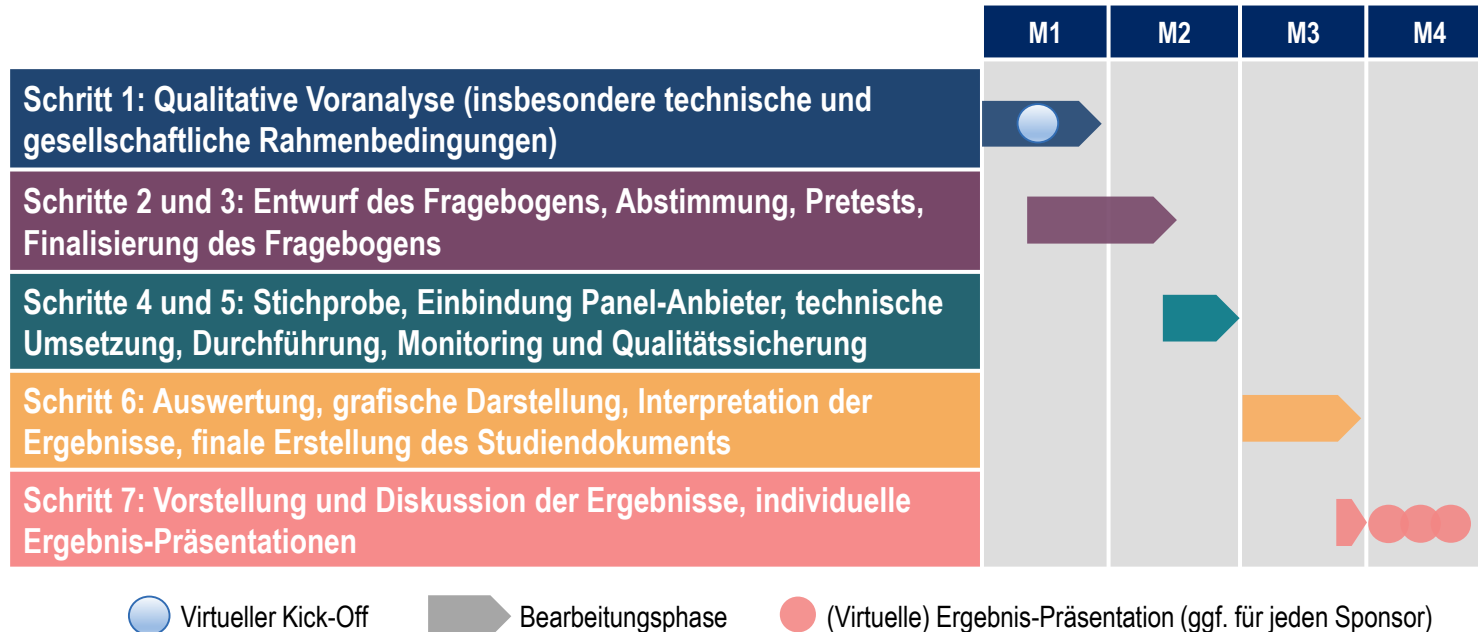 M1 M2 M3 M4
Schritt 1: Qualitative Voranalyse (insbesondere technische und
gesellschaftliche Rahmenbedingungen)
Schritte 2 und 3: Entwurf des Fragebogens, Abstimmung, Pretests,
Finalisierung des Fragebogens
Schritte 4 und 5: Stichprobe, Einbindung Panel-Anbieter, technische
Umsetzung, Durchführung, Monitoring und Qualitätssicherung
Schritt 6: Auswertung, grafische Darstellung, Interpretation der
Ergebnisse, finale Erstellung des Studiendokuments
Schritt 7: Vorstellung und Diskussion der Ergebnisse, individuelle
Ergebnis-Präsentationen
Virtueller Kick-Off Bearbeitungsphase (Virtuelle) Ergebnis-Präsentation (ggf. für jeden Sponsor)